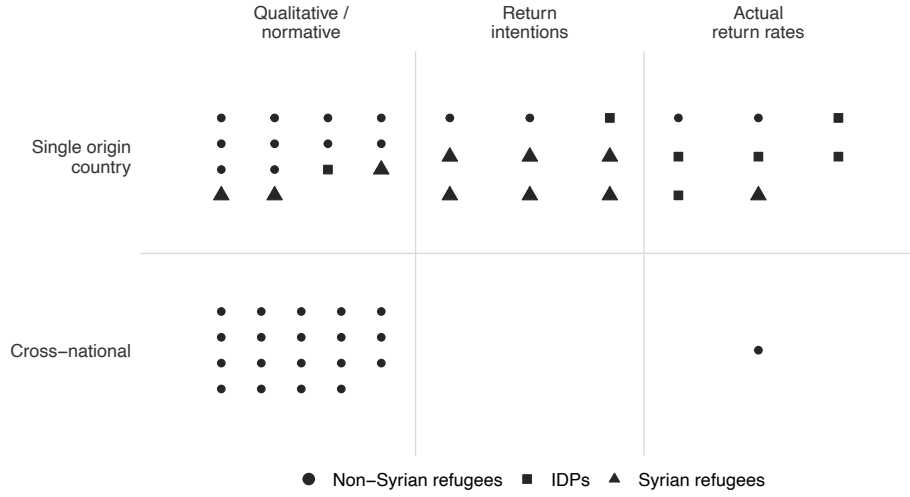 Qualitative /
normative
Return
intentions
Actual
return rates
Single origin
country
Cross−national
Non−Syrian refugees IDPs Syrian refugees